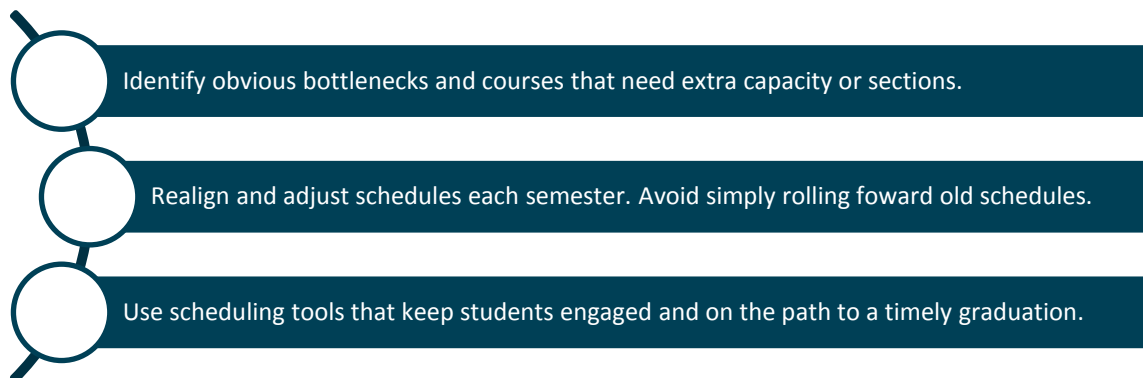 Identify obvious bottlenecks and courses that need extra capacity or sections.
Realign and adjust schedules each semester. Avoid simply rolling foward old schedules.
Use scheduling tools that keep students engaged and on the path to a timely graduation.